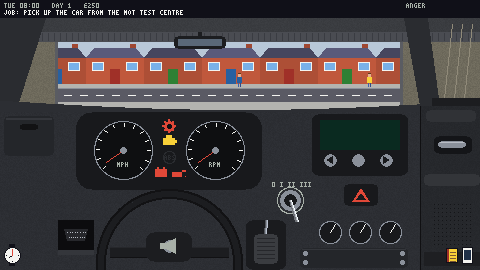 TUE 08:00 DAY 1 £250 ANGER
JOB: PICK UP THE CAR FROM THE MOT TEST CENTRE
MPH
RPM
0 I II III